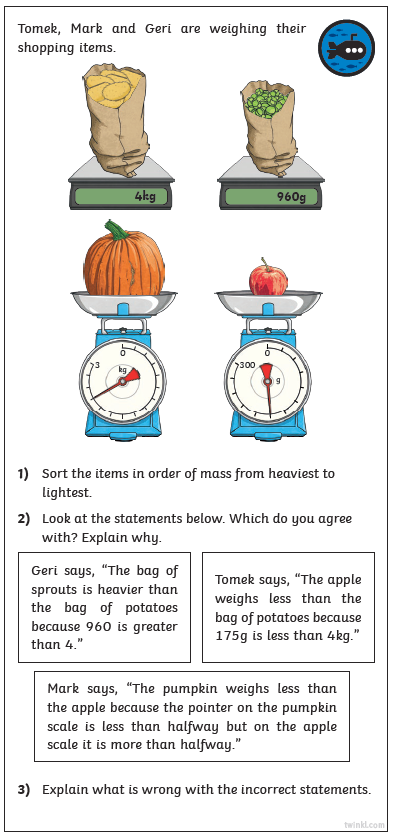 Tomek, Mark and Geri are weighing their
shopping items.
4kg
960g
0
3
kg
0
300
g
1) Sort the items in order of mass from heaviest to
lightest.
2) Look at the statements below. Which do you agree
with? Explain why.
Geri says, “The bag of
sprouts is heavier than
the bag of potatoes
because 960 is greater
than 4.”
Tomek says, “The apple
weighs less than the
bag of potatoes because
175g is less than 4kg.”
Mark says, “The pumpkin weighs less than
the apple because the pointer on the pumpkin
scale is less than halfway but on the apple
scale it is more than halfway.”
3) Explain what is wrong with the incorrect statements.
twinkl.com